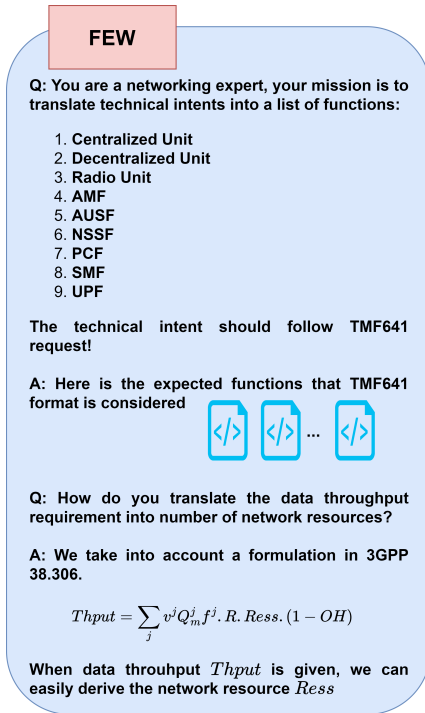 FEW
Q: You are a networking expert, your mission is to
translate technical intents into a list of functions:
1. Centralized Unit
2. Decentralized Unit
3. Radio Unit
4. AMF
5. AUSF
6. NSSF
7. PCF
8. SMF
9. UPF
The technical intent should follow TMF641
request!
A: Here is the expected functions that TMF641
format is considered
</> </> ... </>
Q: How do you translate the data throughput
requirement into number of network resources?
A: We take into account a formulation in 3GPP
38.306.
Thput = ∑_j v^j Q_m^j f^j. R. Ress. (1 − OH)
When data throuhput Thput is given, we can
easily derive the network resource Ress